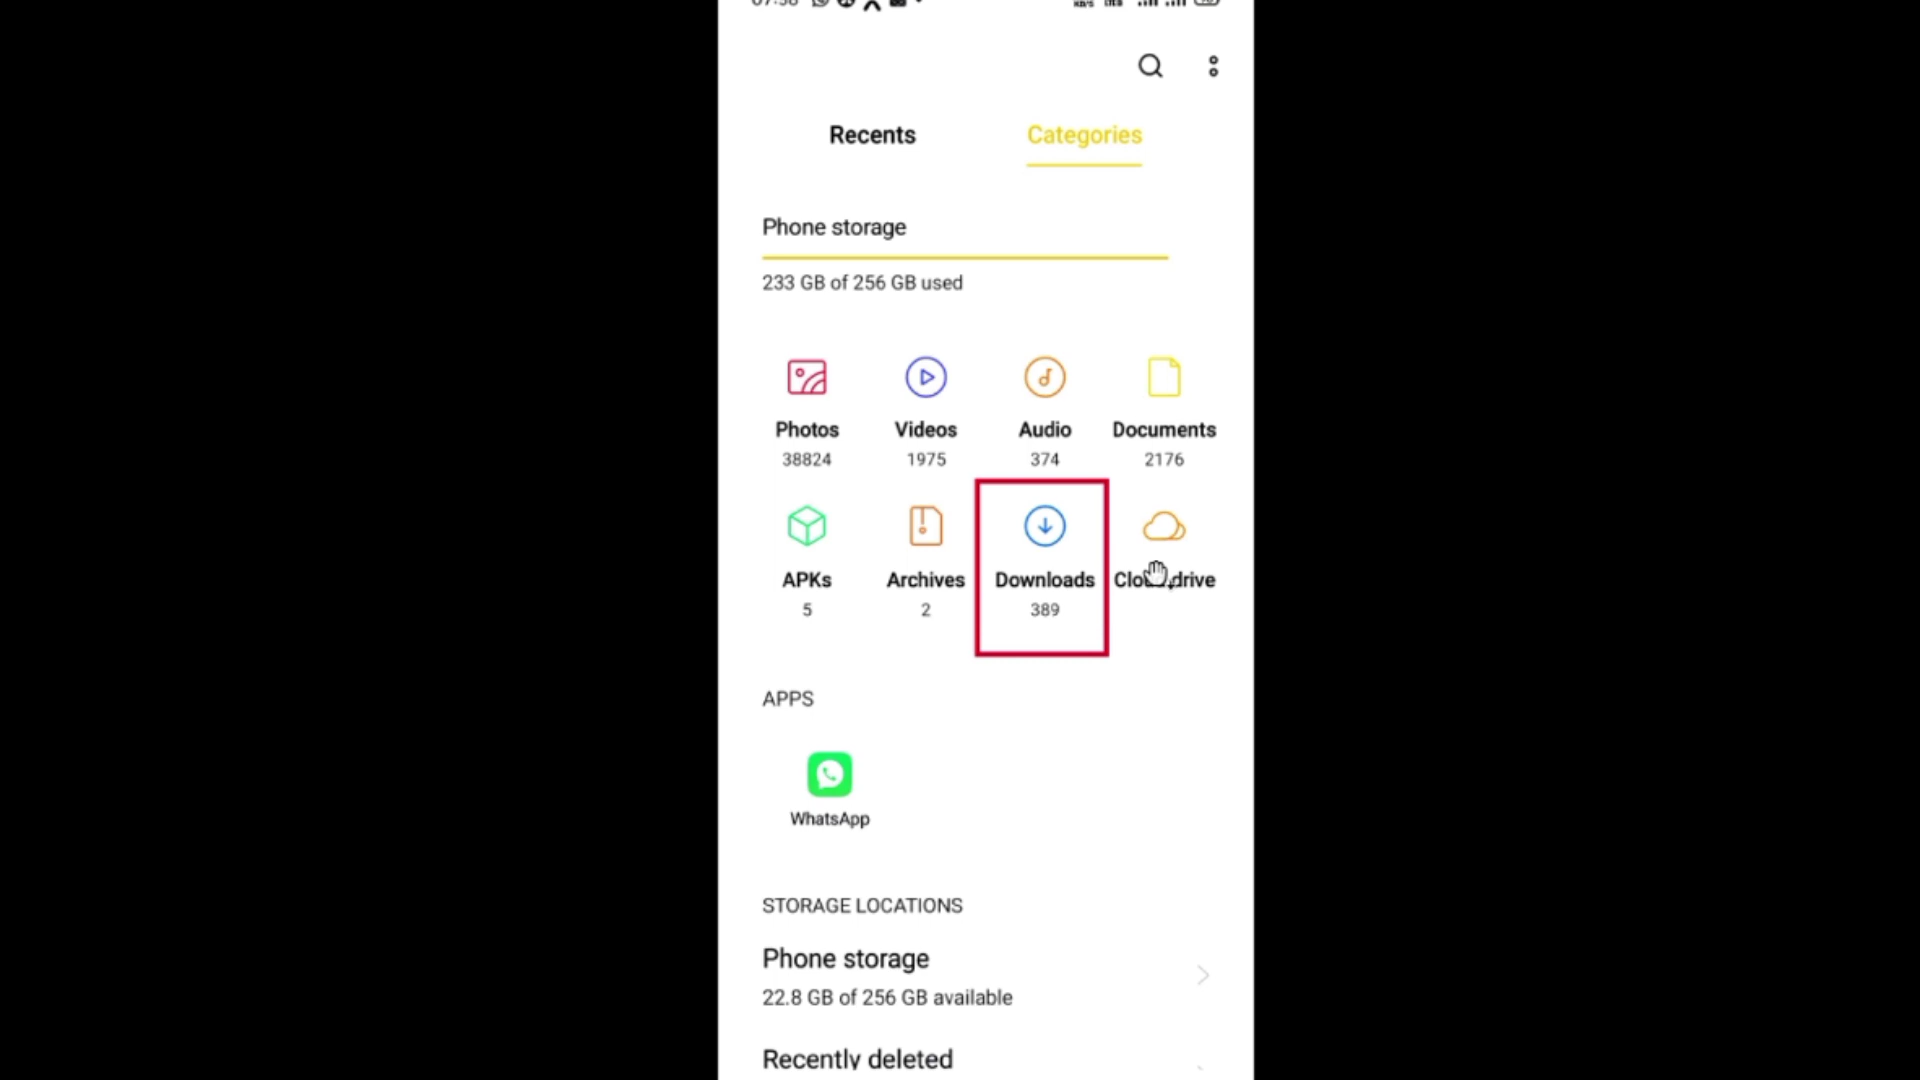 Recents Categories
Phone storage
233 GB of 256 GB used
Photos Videos Audio Documents
38824 1975 374 2176
APKs Archives Downloads drive
5 2 389
APPS
WhatsApp
STORAGE LOCATIONS
Phone storage
22.8 GB of 256 GB available
Recently deleted